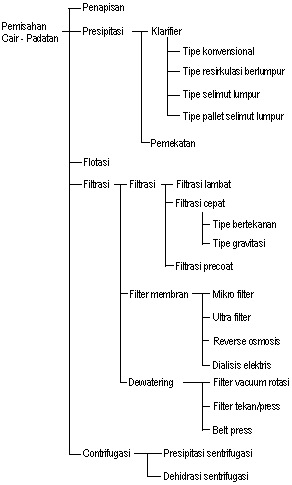 Penapisan
Pemisahan
Cair - Padatan
Presipitasi
Klarifier
Tipe konvensional
Tipe resirkulasi berlumpur
Tipe selimut lumpur
Tipe pallet selimut lumpur
Pemekatan
Flotasi
Filtrasi
Filtrasi
Filtrasi lambat
Filtrasi cepat
Tipe bertekanan
Tipe gravitasi
Filtrasi precoat
Filter membran
Mikro filter
Ultra filter
Reverse osmosis
Dialisis elektris
Dewatering
Filter vacuum rotasi
Filter tekan/press
Belt press
Contrifugasi
Presipitasi sentrifugasi
Dehidrasi sentrifugasi